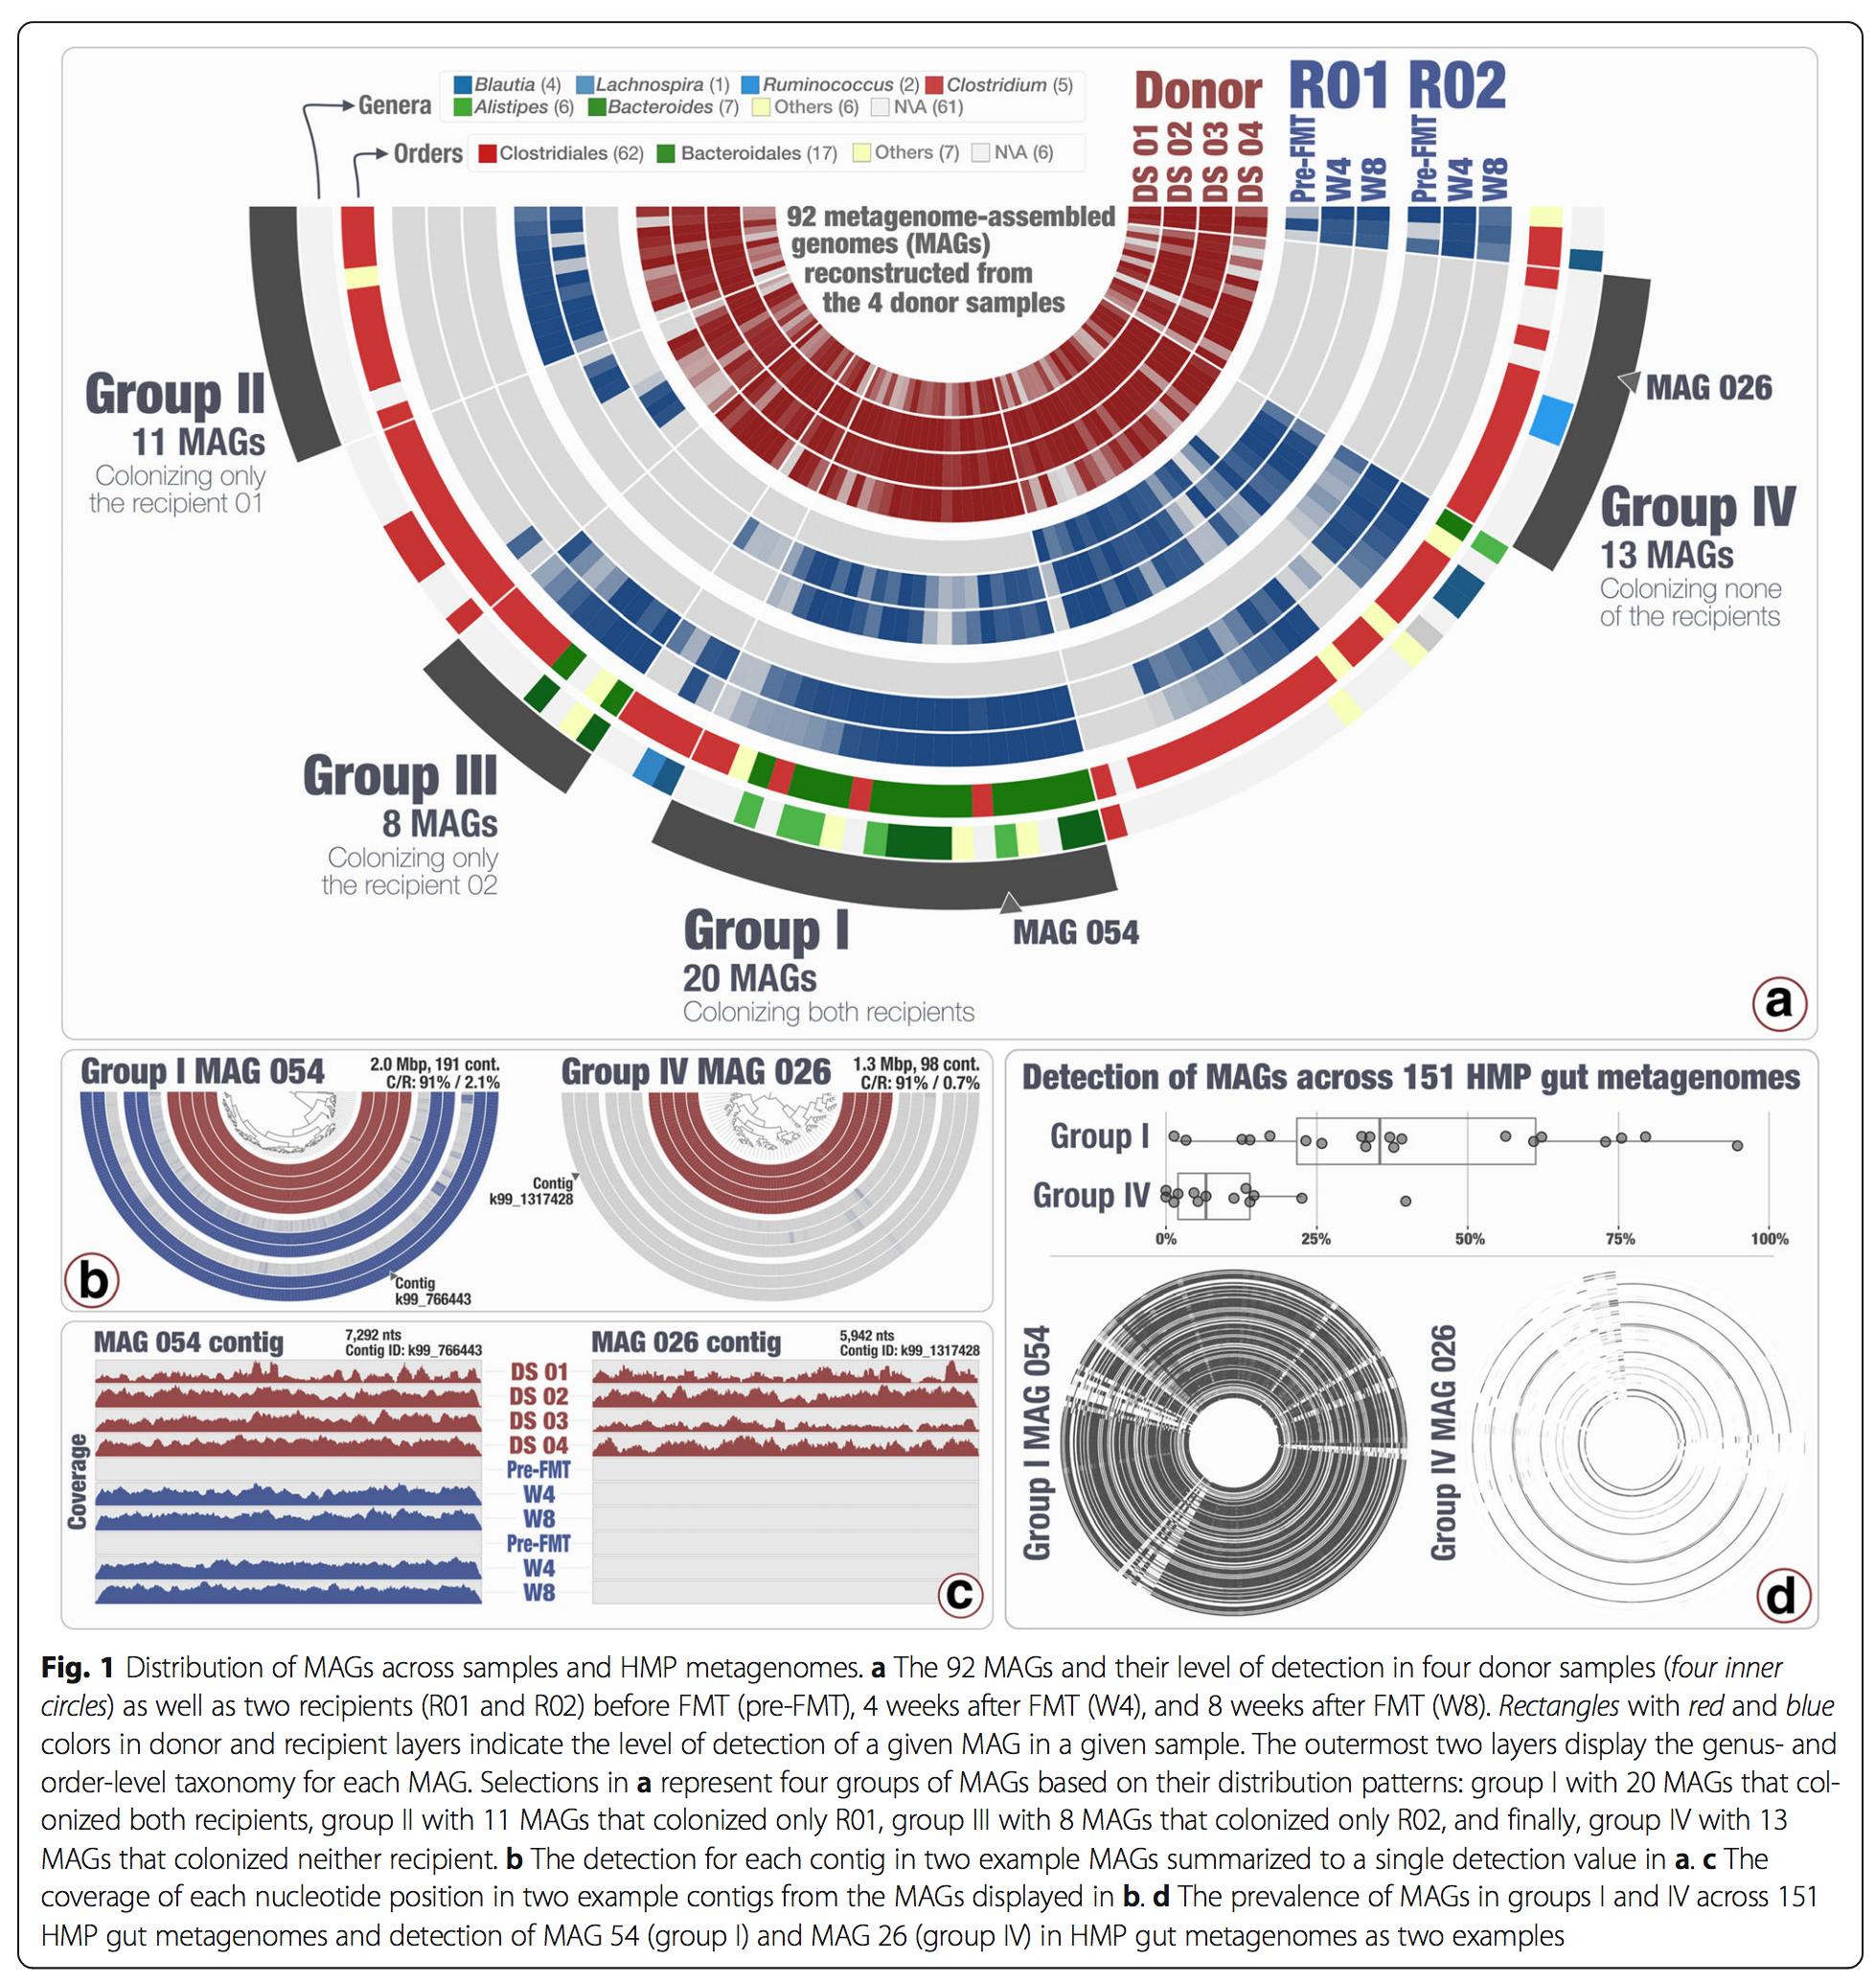 Genera
Blautia (4) Lachnospira (1) Ruminococcus (2) Clostridium (5)
Alistipes (6) Bacteroides (7) Others (6) N\A (61)
Orders
Clostridiales (62) Bacteroidales (17) Others (7) N\A (6)
Donor R01 R02
DS 01
DS 02
DS 03
DS 04
Pre-FMT
W4
W8
Pre-FMT
W4
W8
92 metagenome-assembled
genomes (MAGs)
reconstructed from
the 4 donor samples
Group II
11 MAGs
Colonizing only
the recipient 01
MAG 026
Group IV
13 MAGs
Colonizing none
of the recipients
Group III
8 MAGs
Colonizing only
the recipient 02
Group I
20 MAGs
Colonizing both recipients
MAG 054
a
Group I MAG 054
2.0 Mbp, 191 cont.
C/R: 91% / 2.1%
Contig
k99_766443
Group IV MAG 026
1.3 Mbp, 98 cont.
C/R: 91% / 0.7%
Contig
k99_1317428
b
MAG 054 contig
7,292 nts
Contig ID: k99_766443
MAG 026 contig
5,942 nts
Contig ID: k99_1317428
Coverage
DS 01
DS 02
DS 03
DS 04
Pre-FMT
W4
W8
Pre-FMT
W4
W8
c
Detection of MAGs across 151 HMP gut metagenomes
Group I
Group IV
0% 25% 50% 75% 100%
Group I MAG 054
Group IV MAG 026
d
Fig. 1 Distribution of MAGs across samples and HMP metagenomes. a The 92 MAGs and their level of detection in four donor samples (four inner
circles) as well as two recipients (R01 and R02) before FMT (pre-FMT), 4 weeks after FMT (W4), and 8 weeks after FMT (W8). Rectangles with red and blue
colors in donor and recipient layers indicate the level of detection of a given MAG in a given sample. The outermost two layers display the genus- and
order-level taxonomy for each MAG. Selections in a represent four groups of MAGs based on their distribution patterns: group I with 20 MAGs that col-
onized both recipients, group II with 11 MAGs that colonized only R01, group III with 8 MAGs that colonized only R02, and finally, group IV with 13
MAGs that colonized neither recipient. b The detection for each contig in two example MAGs summarized to a single detection value in a. c The
coverage of each nucleotide position in two example contigs from the MAGs displayed in b. d The prevalence of MAGs in groups I and IV across 151
HMP gut metagenomes and detection of MAG 54 (group I) and MAG 26 (group IV) in HMP gut metagenomes as two examples